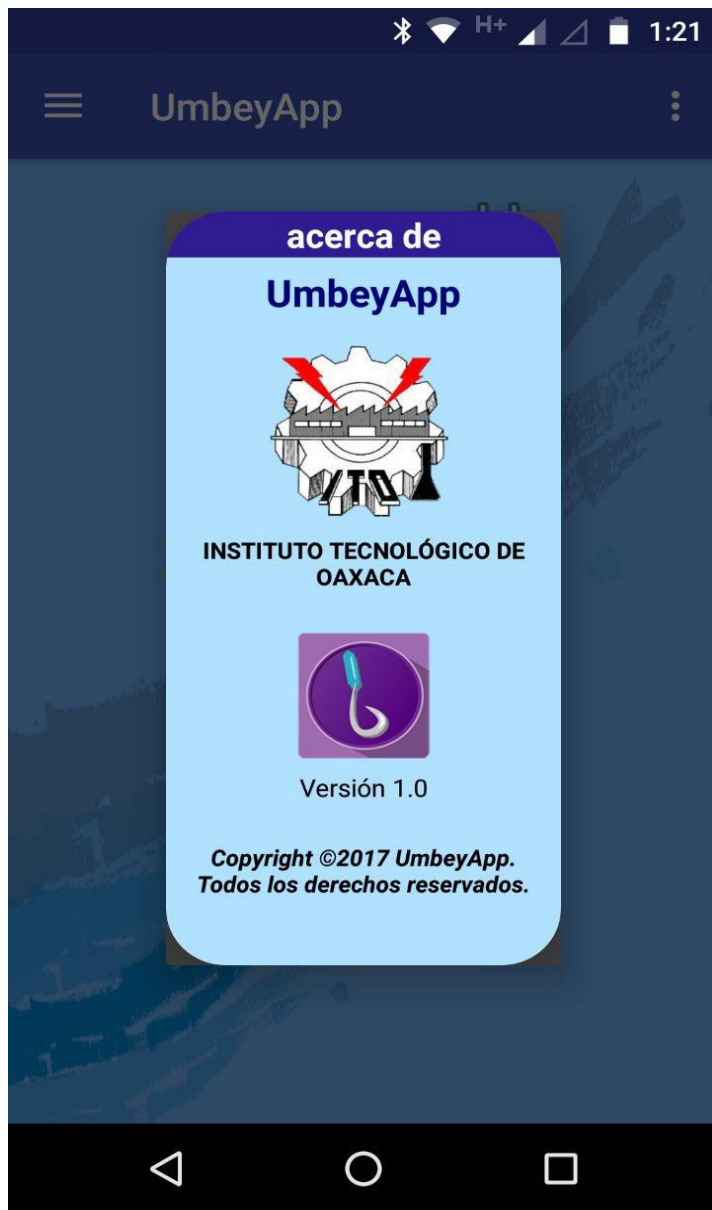 H+ 1:21
UmbeyApp
acerca de
UmbeyApp
ITO
INSTITUTO TECNOLÓGICO DE
OAXACA
Versión 1.0
Copyright ©2017 UmbeyApp.
Todos los derechos reservados.